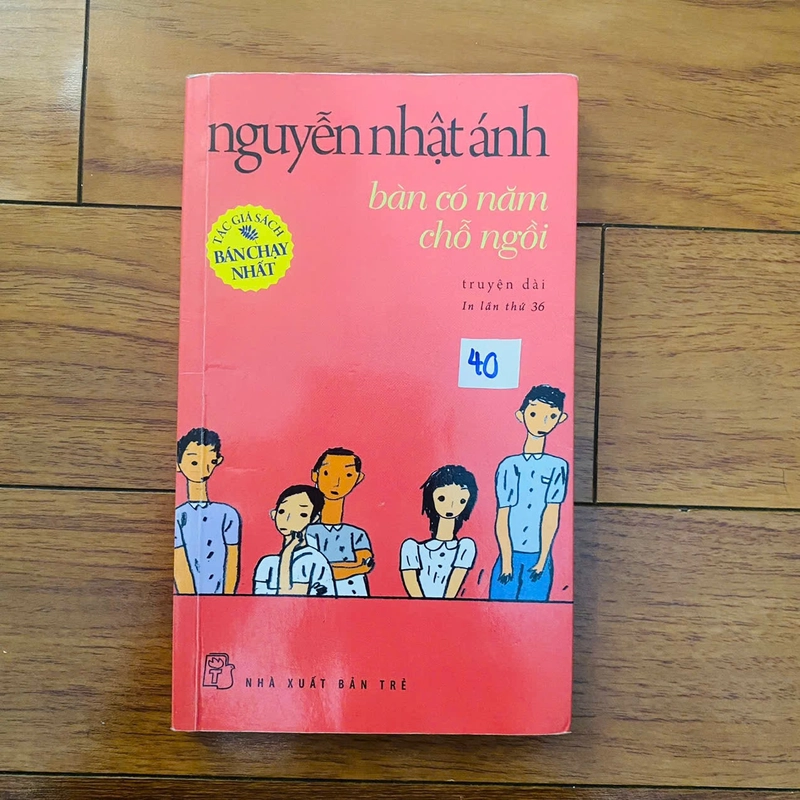 nguyễn nhật ánh
bàn có năm
chỗ ngồi
TÁC GIẢ SÁCH
BÁN CHẠY
NHẤT
truyện dài
In lần thứ 36
40
T
NHÀ XUẤT BẢN TRẺ